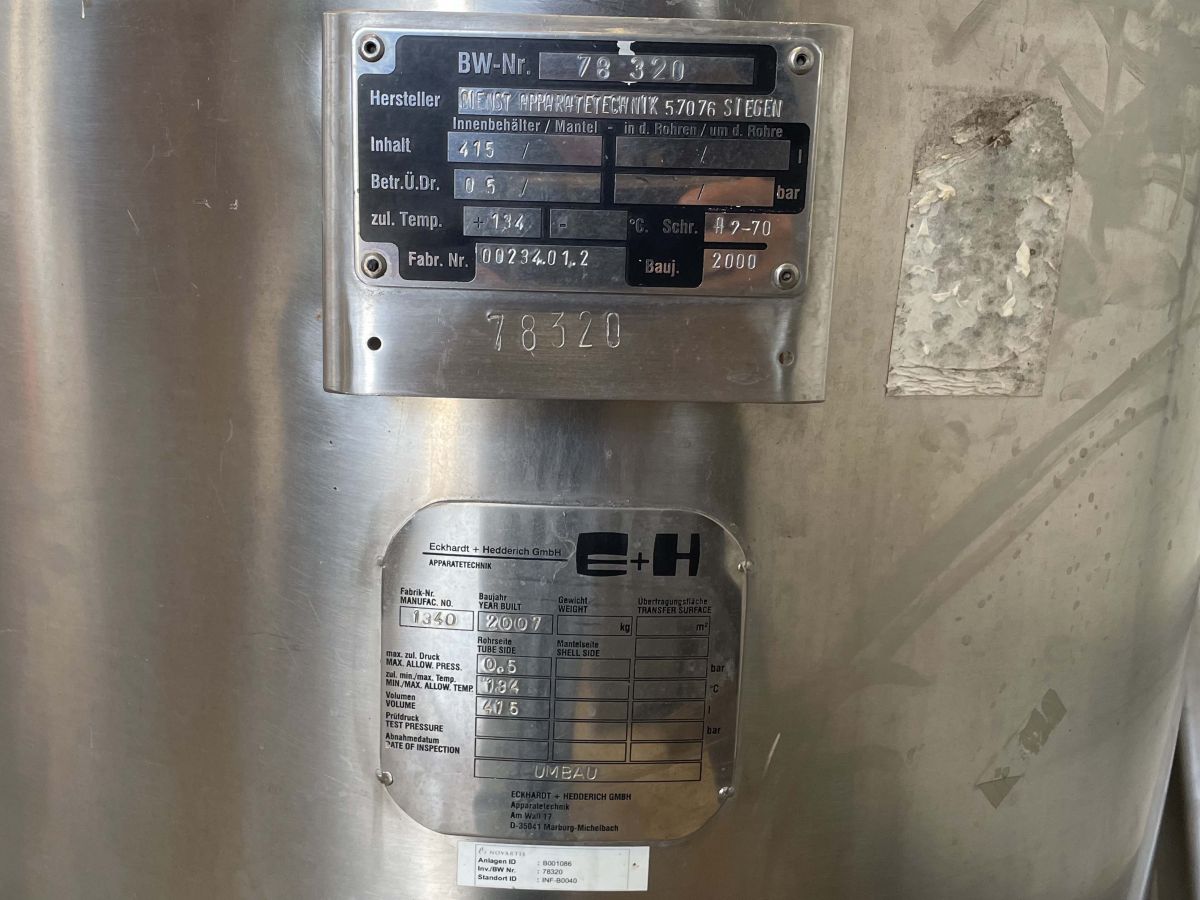 BW-Nr. 78 320
Hersteller DIENST APPARATETECHNIK 57076 SIEGEN
Innenbehälter / Mantel - in d. Rohren / um d. Rohre
Inhalt 415 / / l
Betr.Ü.Dr. 0 5 / / bar
zul. Temp. + 134 - °C. Schr. A 2-70
Fabr. Nr. 00234.01.2 Bauj. 2000
78320
Eckhardt + Hedderich GmbH E+H
APPARATETECHNIK
Fabrik-Nr. Baujahr Gewicht Übertragungsfläche
MANUFAC. NO. YEAR BUILT WEIGHT TRANSFER SURFACE
1340 2007 kg m²
Rohrseite Mantelseite
TUBE SIDE SHELL SIDE
max. zul. Druck
MAX. ALLOW. PRESS. 0.5 bar
zul. min./max. Temp.
MIN./MAX. ALLOW. TEMP. 134 °C
Volumen
VOLUME 415 l
Prüfdruck
TEST PRESSURE bar
Abnahmedatum
DATE OF INSPECTION
UMBAU
ECKHARDT + HEDDERICH GMBH
Apparatetechnik
Am Wall 17
D-35041 Marburg-Michelbach
NOVARTIS
Anlagen ID : B001086
Inv./BW Nr. : 78320
Standort ID : INF-B0040